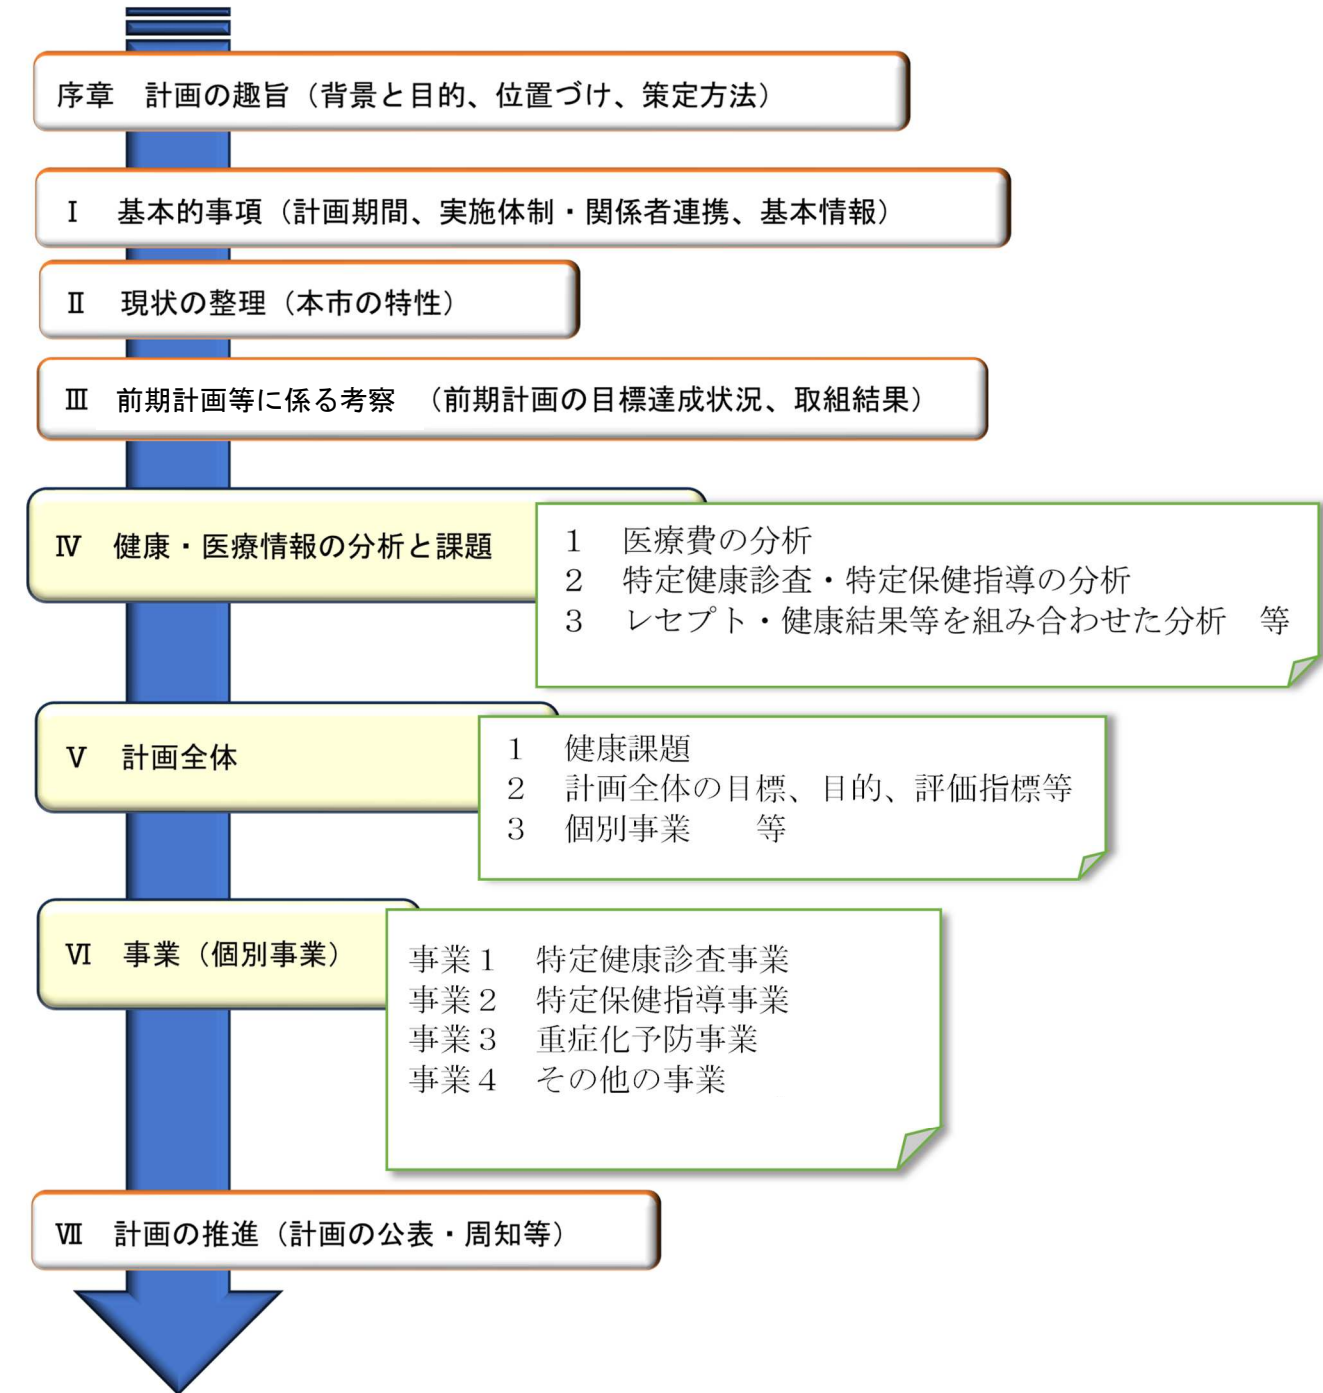 序章　計画の趣旨（背景と目的、位置づけ、策定方法）
Ⅰ　基本的事項（計画期間、実施体制・関係者連携、基本情報）
Ⅱ　現状の整理（本市の特性）
Ⅲ　前期計画等に係る考察　（前期計画の目標達成状況、取組結果）
Ⅳ　健康・医療情報の分析と課題
１　医療費の分析
２　特定健康診査・特定保健指導の分析
３　レセプト・健康結果等を組み合わせた分析　等
Ⅴ　計画全体
１　健康課題
２　計画全体の目標、目的、評価指標等
３　個別事業　　等
Ⅵ　事業（個別事業）
事業１　特定健康診査事業
事業２　特定保健指導事業
事業３　重症化予防事業
事業４　その他の事業
Ⅶ　計画の推進（計画の公表・周知等）